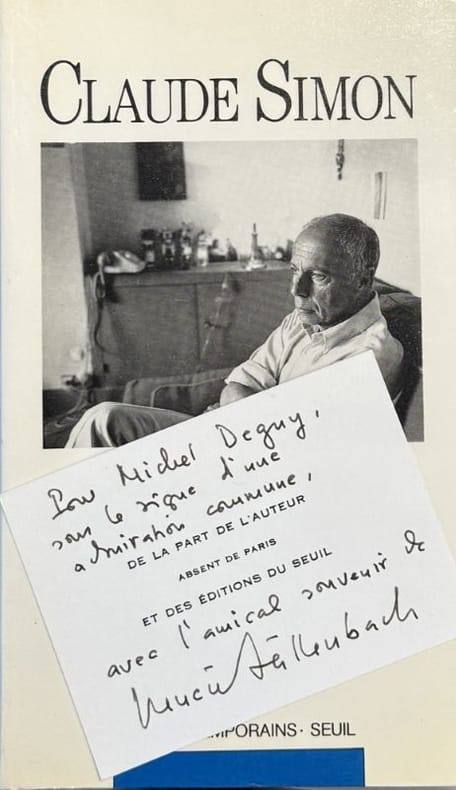 CLAUDE SIMON
Pour Michel Deguy,
sous le signe d'une
admiration commune,
DE LA PART DE L'AUTEUR
ABSENT DE PARIS
ET DES ÉDITIONS DU SEUIL
avec l'amical souvenir de
Lucien Dällenbach
MPORAINS · SEUIL